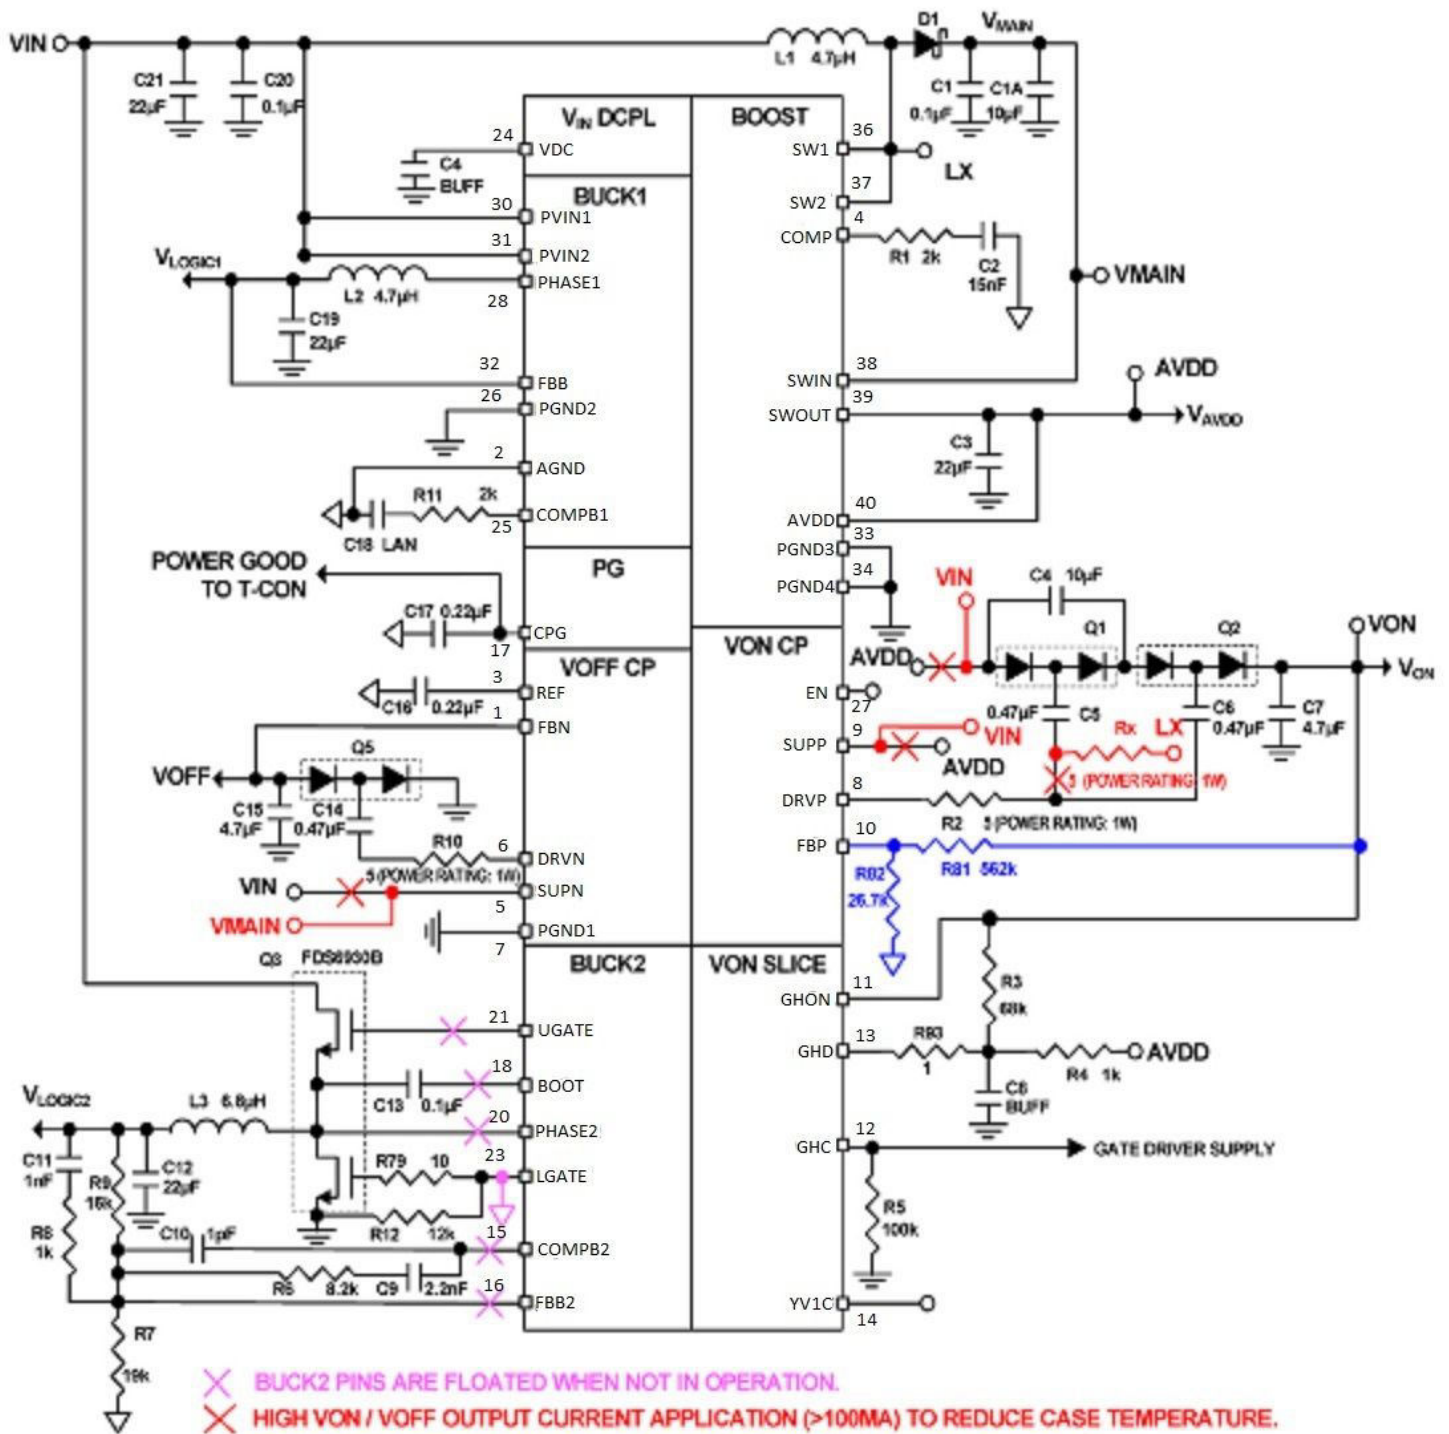 VIN
C21
22µF
C20
0.1µF
L1 4.7µH
D1
VMAIN
C1
0.1µF
C1A
10µF
VIN DCPL
BOOST
24
VDC
C4
BUFF
36
SW1
LX
BUCK1
37
SW2
30
PVIN1
4
COMP
R1 2k
C2
15nF
31
PVIN2
VLOGIC1
L2 4.7µH
PHASE1
28
VMAIN
C19
22µF
32
FBB
38
SWIN
AVDD
26
PGND2
39
SWOUT
VAVDD
C3
22µF
2
AGND
R11 2k
COMPB1
25
C18 LAN
40
AVDD
33
PGND3
34
PGND4
POWER GOOD
TO T-CON
PG
C17 0.22µF
CPG
17
VIN
C4 10µF
Q1
Q2
VON
VON CP
AVDD
VON
VOFF CP
3
REF
C16 0.22µF
EN
27
0.47µF
C5
C6
0.47µF
C7
4.7µF
1
FBN
9
SUPP
VIN
AVDD
Rx
LX
5 (POWER RATING: 1W)
Q5
VOFF
C15
4.7µF
C14
0.47µF
8
DRVP
R2 5 (POWER RATING: 1W)
R10
6
DRVN
5 (POWER RATING: 1W)
10
FBP
R81 562k
R82
26.7k
VIN
SUPN
5
VMAIN
PGND1
7
Q3 FDS6930B
BUCK2
VON SLICE
11
GHON
R3
68k
21
UGATE
13
GHD
R83
1
R4 1k
AVDD
18
BOOT
C13 0.1µF
C8
BUFF
VLOGIC2
L3 6.8µH
20
PHASE2
12
GHC
GATE DRIVER SUPPLY
C11
1nF
R9
15k
C12
22µF
R79 10
23
LGATE
R12 12k
R5
100k
R8
1k
C10 1pF
15
COMPB2
R6 8.2k
C9 2.2nF
16
FBB2
YV1C
14
R7
19k
BUCK2 PINS ARE FLOATED WHEN NOT IN OPERATION.
HIGH VON / VOFF OUTPUT CURRENT APPLICATION (>100MA) TO REDUCE CASE TEMPERATURE.